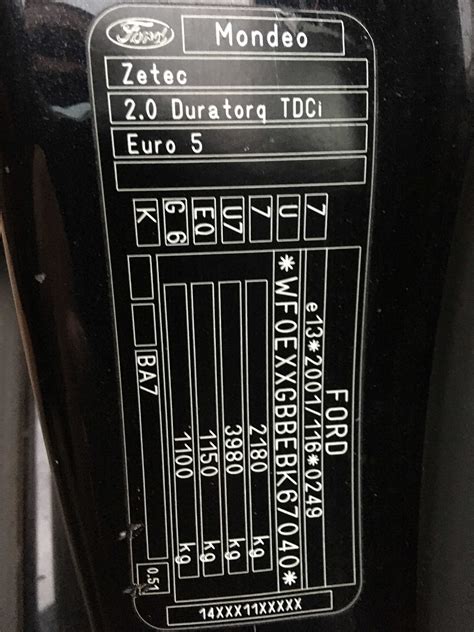 Ford
Mondeo
Zetec
2.0 Duratorq TDCi
Euro 5
7
U
7
U7
E0
G 6
K
FORD
e13*2001/116*0249
*WF0EXXGBBEBK67040*
2180 kg
3980 kg
1150 kg
1100 kg
BA7
0,51
14XXX11XXXXX